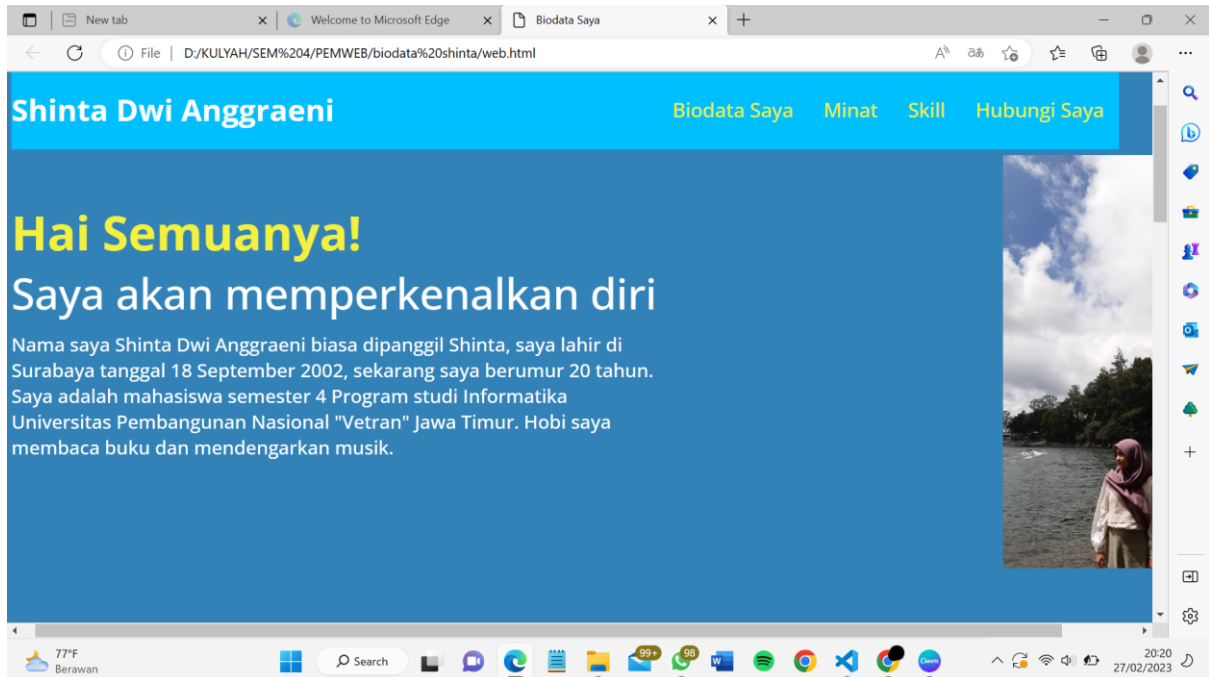 New tab
Welcome to Microsoft Edge
Biodata Saya
File | D:/KULYAH/SEM%204/PEMWEB/biodata%20shinta/web.html
Shinta Dwi Anggraeni
Biodata Saya Minat Skill Hubungi Saya
Hai Semuanya!
Saya akan memperkenalkan diri
Nama saya Shinta Dwi Anggraeni biasa dipanggil Shinta, saya lahir di
Surabaya tanggal 18 September 2002, sekarang saya berumur 20 tahun.
Saya adalah mahasiswa semester 4 Program studi Informatika
Universitas Pembangunan Nasional "Vetran" Jawa Timur. Hobi saya
membaca buku dan mendengarkan musik.
77°F
Berawan
Search
99+
98
Canva
20:20
27/02/2023